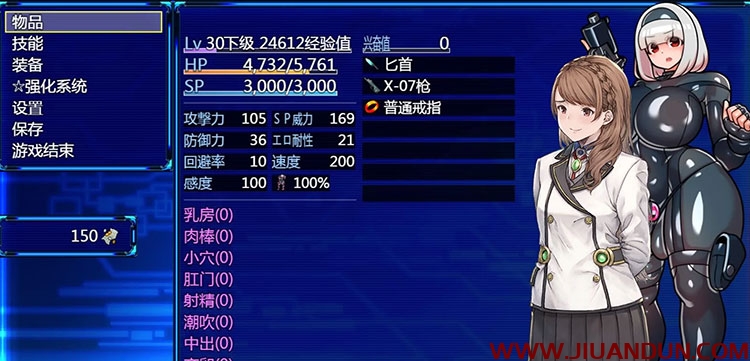 物品
技能
装备
☆强化系统
设置
保存
游戏结束
150
Lv 30下级 24612经验值
兴奋值 0
HP 4,732/5,761
SP 3,000/3,000
匕首
X-07枪
普通戒指
攻撃力 105 SP威力 169
防御力 36 エロ耐性 21
回避率 10 速度 200
感度 100 100%
乳房(0)
肉棒(0)
小穴(0)
肛门(0)
射精(0)
潮吹(0)
中出(0)
WWW.JIUANDUN.COM